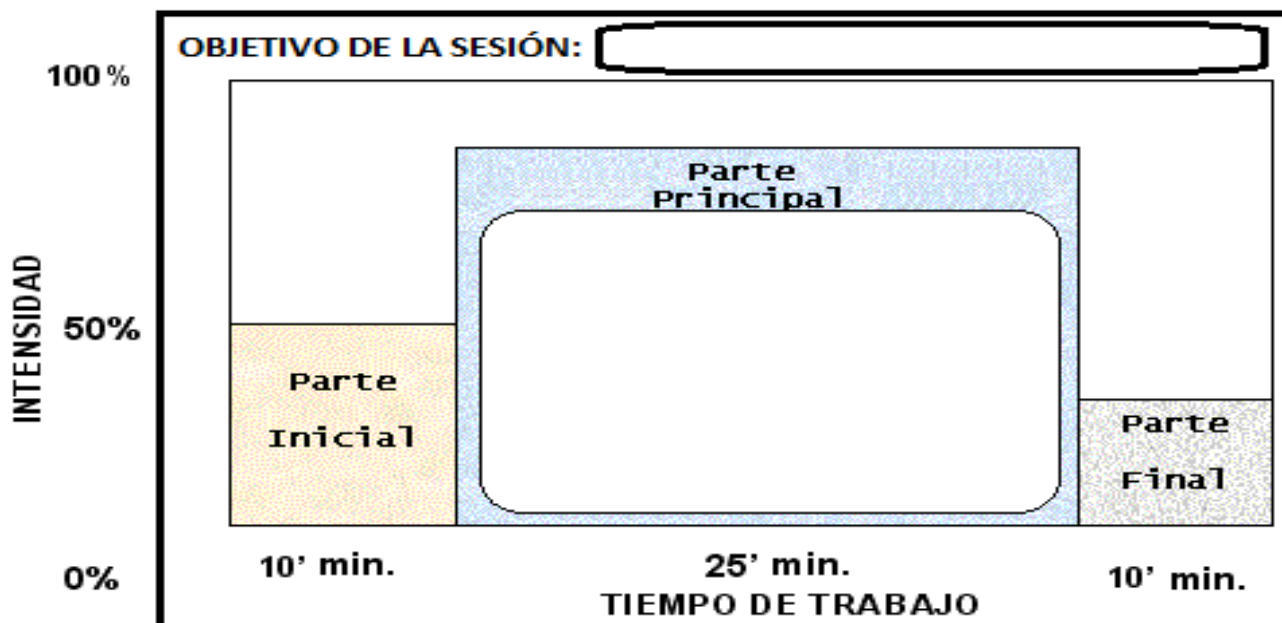 OBJETIVO DE LA SESIÓN:
100%
Parte
Principal
INTENSIDAD
50%
Parte
Inicial
Parte
Final
0%
10' min.
25' min.
10' min.
TIEMPO DE TRABAJO